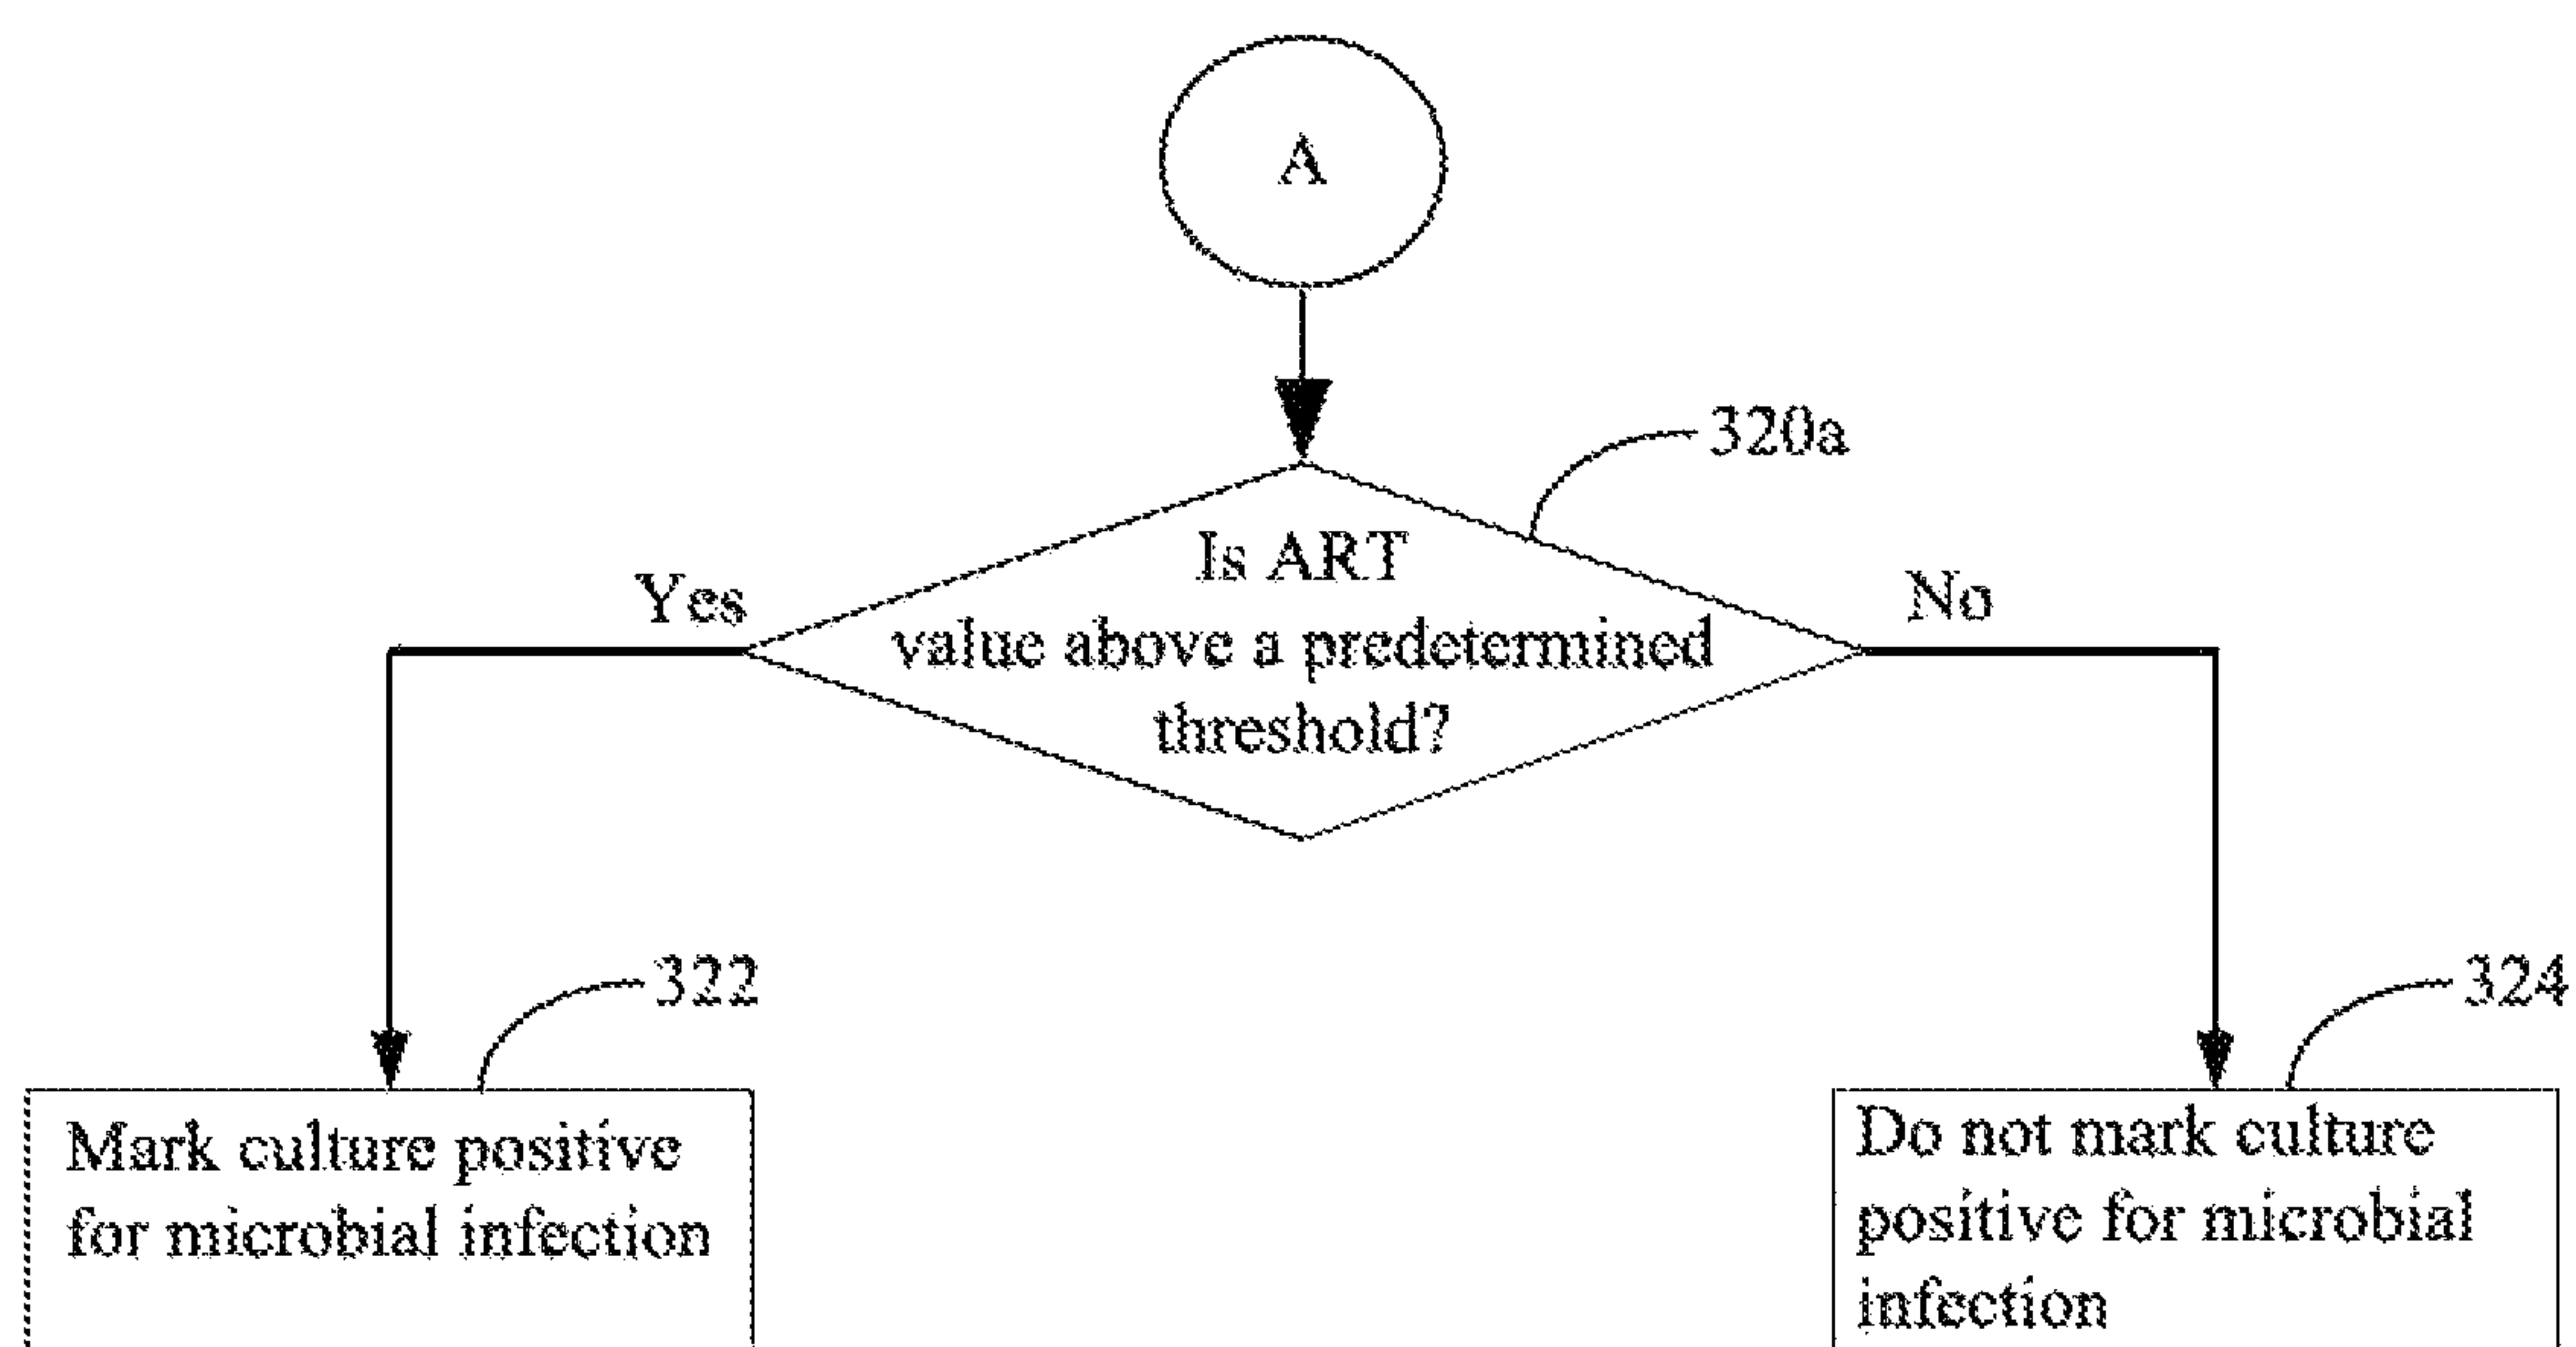 A
320a
Is ART
value above a predetermined
threshold?
Yes
No
322
324
Mark culture positive
for microbial infection
Do not mark culture
positive for microbial
infection